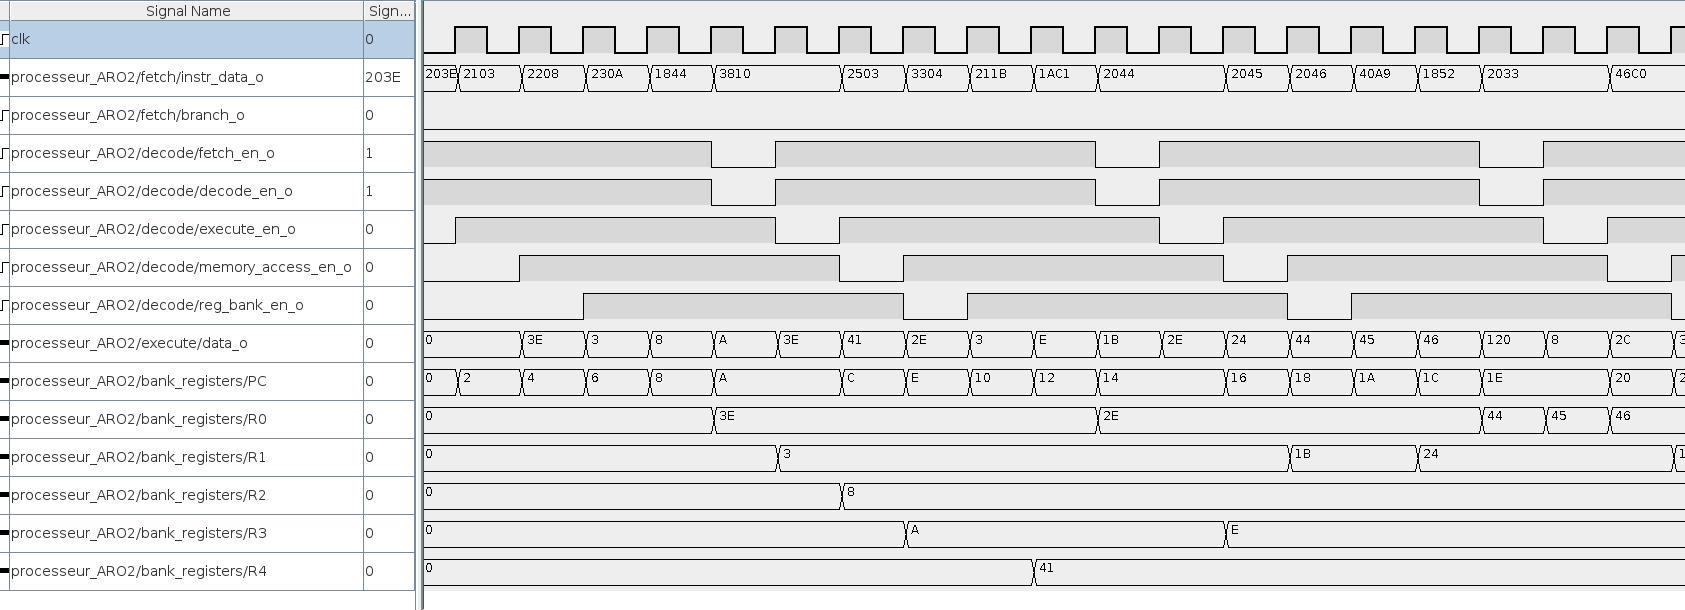 Signal Name Sign...
clk 0
processeur_ARO2/fetch/instr_data_o 203E 203E 2103 2208 230A 1844 3810 2503 3304 211B 1AC1 2044 2045 2046 40A9 1852 2033 46C0
processeur_ARO2/fetch/branch_o 0
processeur_ARO2/decode/fetch_en_o 1
processeur_ARO2/decode/decode_en_o 1
processeur_ARO2/decode/execute_en_o 0
processeur_ARO2/decode/memory_access_en_o 0
processeur_ARO2/decode/reg_bank_en_o 0
processeur_ARO2/execute/data_o 0 0 3E 3 8 A 3E 41 2E 3 E 1B 2E 24 44 45 46 120 8 2C 3
processeur_ARO2/bank_registers/PC 0 0 2 4 6 8 A C E 10 12 14 16 18 1A 1C 1E 20 2
processeur_ARO2/bank_registers/R0 0 0 3E 2E 44 45 46
processeur_ARO2/bank_registers/R1 0 0 3 1B 24 1
processeur_ARO2/bank_registers/R2 0 0 8
processeur_ARO2/bank_registers/R3 0 0 A E
processeur_ARO2/bank_registers/R4 0 0 41